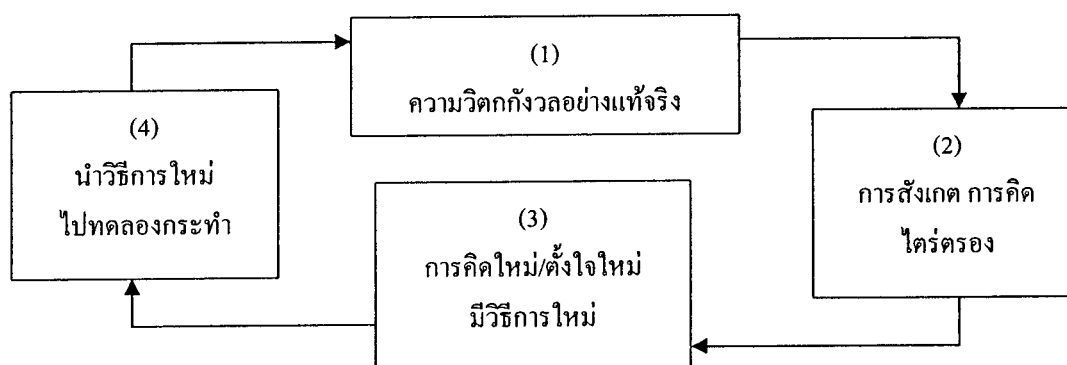 (1)
ความวิตกกังวลอย่างแท้จริง
(2)
การสังเกต การคิด
ไตร่ตรอง
(3)
การคิดใหม่/ตั้งใจใหม่
มีวิธีการใหม่
(4)
นำวิธีการใหม่
ไปทดลองกระทำ